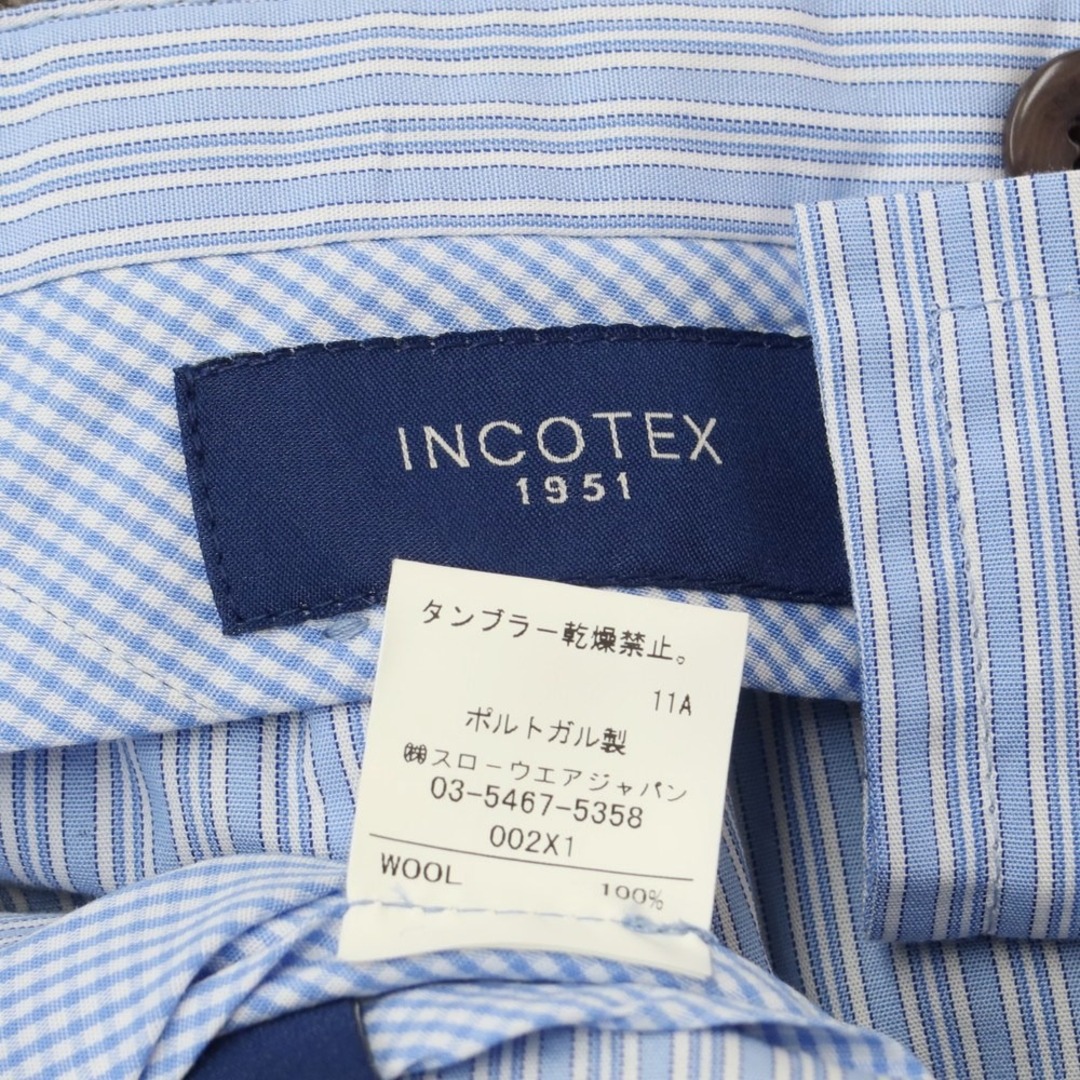 INCOTEX
1951
タンブラー乾燥禁止。
11A
ポルトガル製
㈱スローウエアジャパン
03-5467-5358
002X1
WOOL 100%